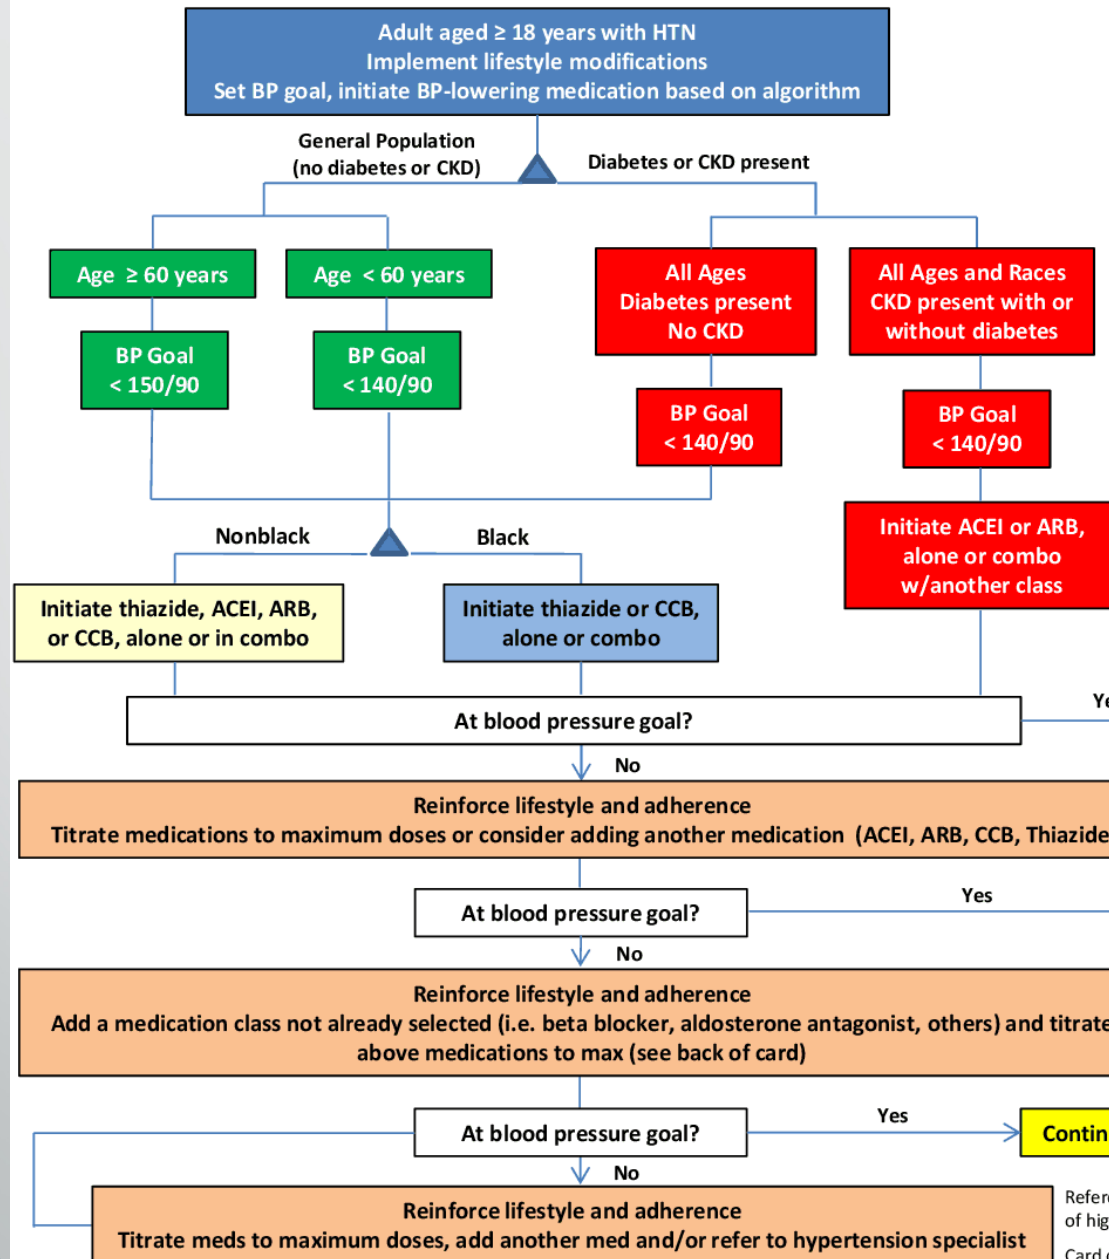 Adult aged ≥ 18 years with HTN
Implement lifestyle modifications
Set BP goal, initiate BP-lowering medication based on algorithm
General Population
(no diabetes or CKD)
Diabetes or CKD present
Age ≥ 60 years
Age < 60 years
All Ages
Diabetes present
No CKD
All Ages and Races
CKD present with or
without diabetes
BP Goal
< 150/90
BP Goal
< 140/90
BP Goal
< 140/90
BP Goal
< 140/90
Nonblack
Black
Initiate ACEI or ARB,
alone or combo
w/another class
Initiate thiazide, ACEI, ARB,
or CCB, alone or in combo
Initiate thiazide or CCB,
alone or combo
At blood pressure goal?
Ye
No
Reinforce lifestyle and adherence
Titrate medications to maximum doses or consider adding another medication (ACEI, ARB, CCB, Thiazide
At blood pressure goal?
Yes
No
Reinforce lifestyle and adherence
Add a medication class not already selected (i.e. beta blocker, aldosterone antagonist, others) and titrate
above medications to max (see back of card)
At blood pressure goal?
Yes
Contin
No
Reinforce lifestyle and adherence
Titrate meds to maximum doses, add another med and/or refer to hypertension specialist
Refere
of hig
Card